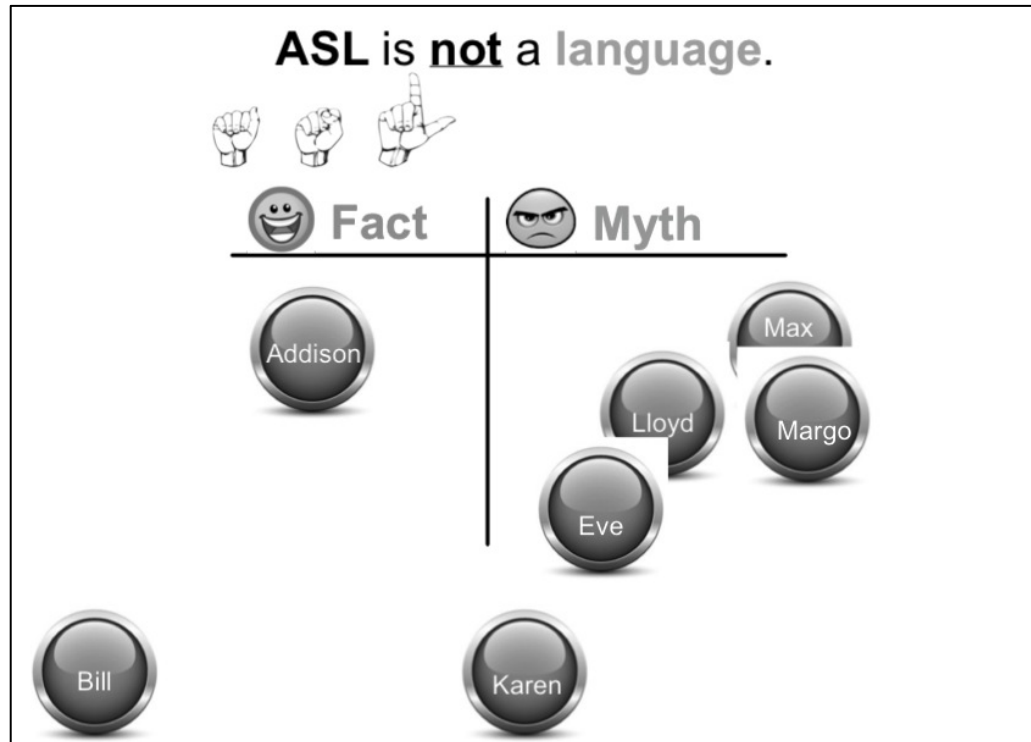 ASL is not a language.
Fact
Myth
Addison
Max
Lloyd
Margo
Eve
Bill
Karen